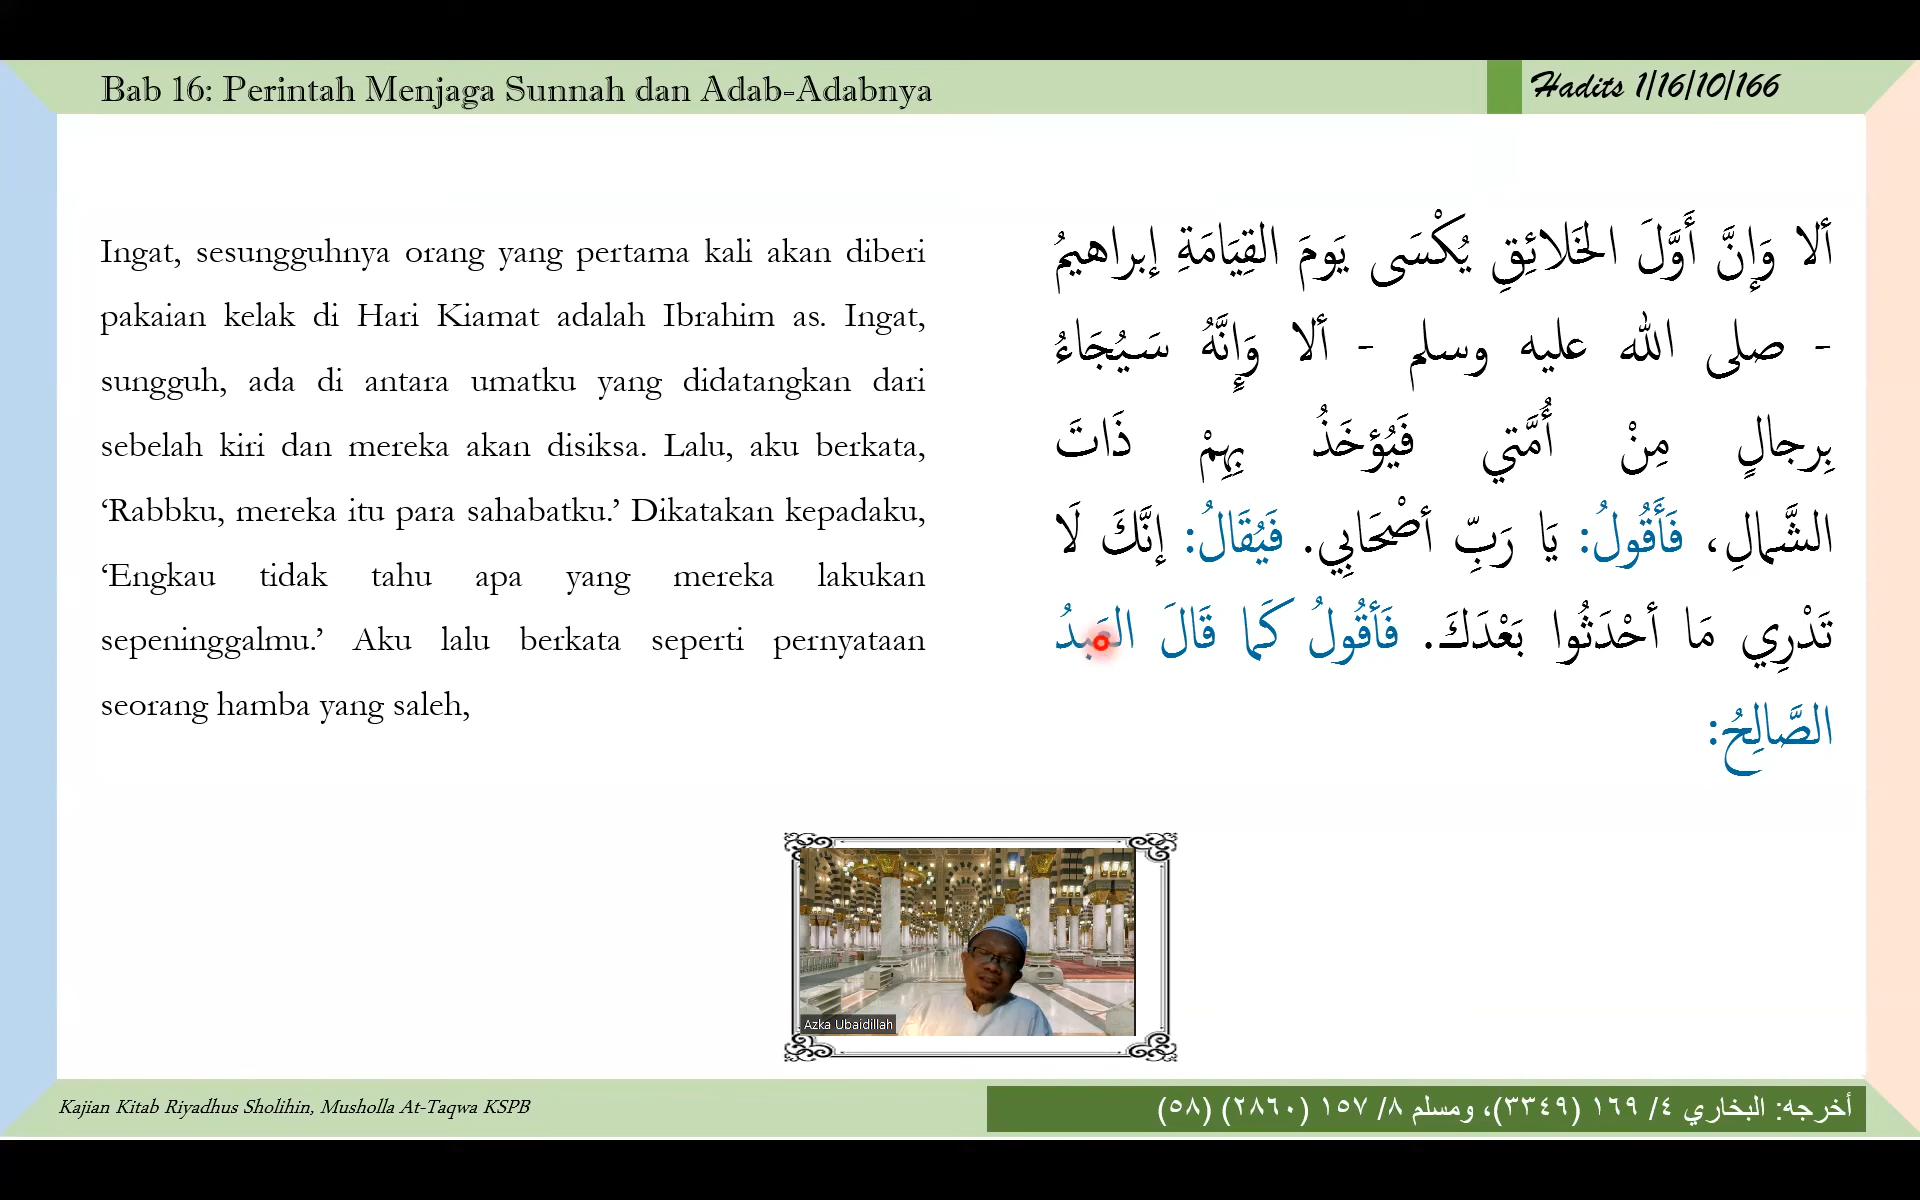 Bab 16: Perintah Menjaga Sunnah dan Adab-Adabnya
Hadits 1|16|10|166
Ingat, sesungguhnya orang yang pertama kali akan diberi
pakaian kelak di Hari Kiamat adalah Ibrahim as. Ingat,
sungguh, ada di antara umatku yang didatangkan dari
sebelah kiri dan mereka akan disiksa. Lalu, aku berkata,
‘Rabbku, mereka itu para sahabatku.’ Dikatakan kepadaku,
‘Engkau tidak tahu apa yang mereka lakukan
sepeninggalmu.’ Aku lalu berkata seperti pernyataan
seorang hamba yang saleh,
ألا وَإِنَّ أَوَّلَ الخَلائِقِ يُكْسَى يَومَ القِيَامَةِ إبراهيمُ
- صلى الله عليه وسلم - ألا وَإِنَّهُ سَيُجَاءُ
بِرجالٍ مِنْ أُمَّتي فَيُؤخَذُ بِهِمْ ذَاتَ
الشَّمالِ، فَأَقُولُ: يَا رَبِّ أصْحَابِي. فَيُقَالُ: إنَّكَ لَا
تَدْرِي مَا أحْدَثُوا بَعْدَكَ. فَأقُولُ كَما قَالَ العَبدُ
الصَّالِحُ:
Azka Ubaidillah
Kajian Kitab Riyadhus Sholihin, Musholla At-Taqwa KSPB
أخرجه: البخاري ٤/ ١٦٩ (٣٣٤٩)، ومسلم ٨/ ١٥٧ (٢٨٦٠) (٥٨)